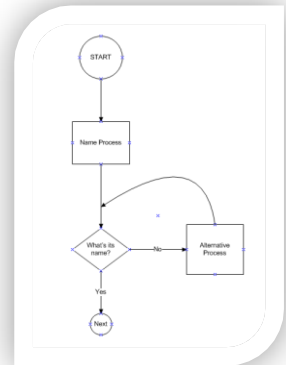 START
Name Process
What's its
name?
No
Alternative
Process
Yes
Next